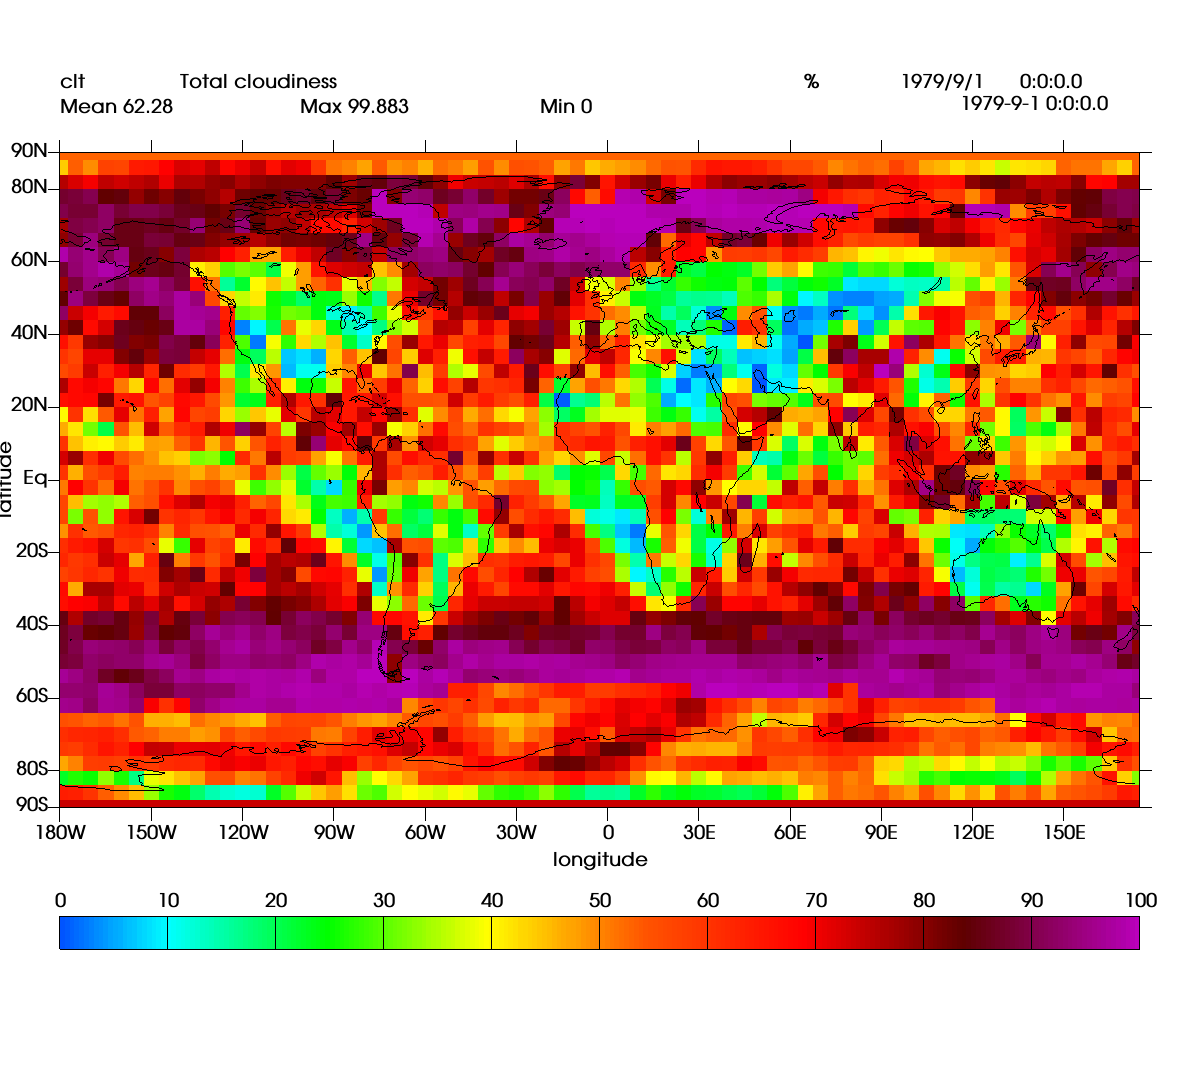 clt Total cloudiness % 1979/9/1 0:0:0.0
Mean 62.28 Max 99.883 Min 0 1979-9-1 0:0:0.0
90N
80N
60N
40N
20N
Eq
20S
40S
60S
80S
90S
latitude
180W 150W 120W 90W 60W 30W 0 30E 60E 90E 120E 150E
longitude
0 10 20 30 40 50 60 70 80 90 100